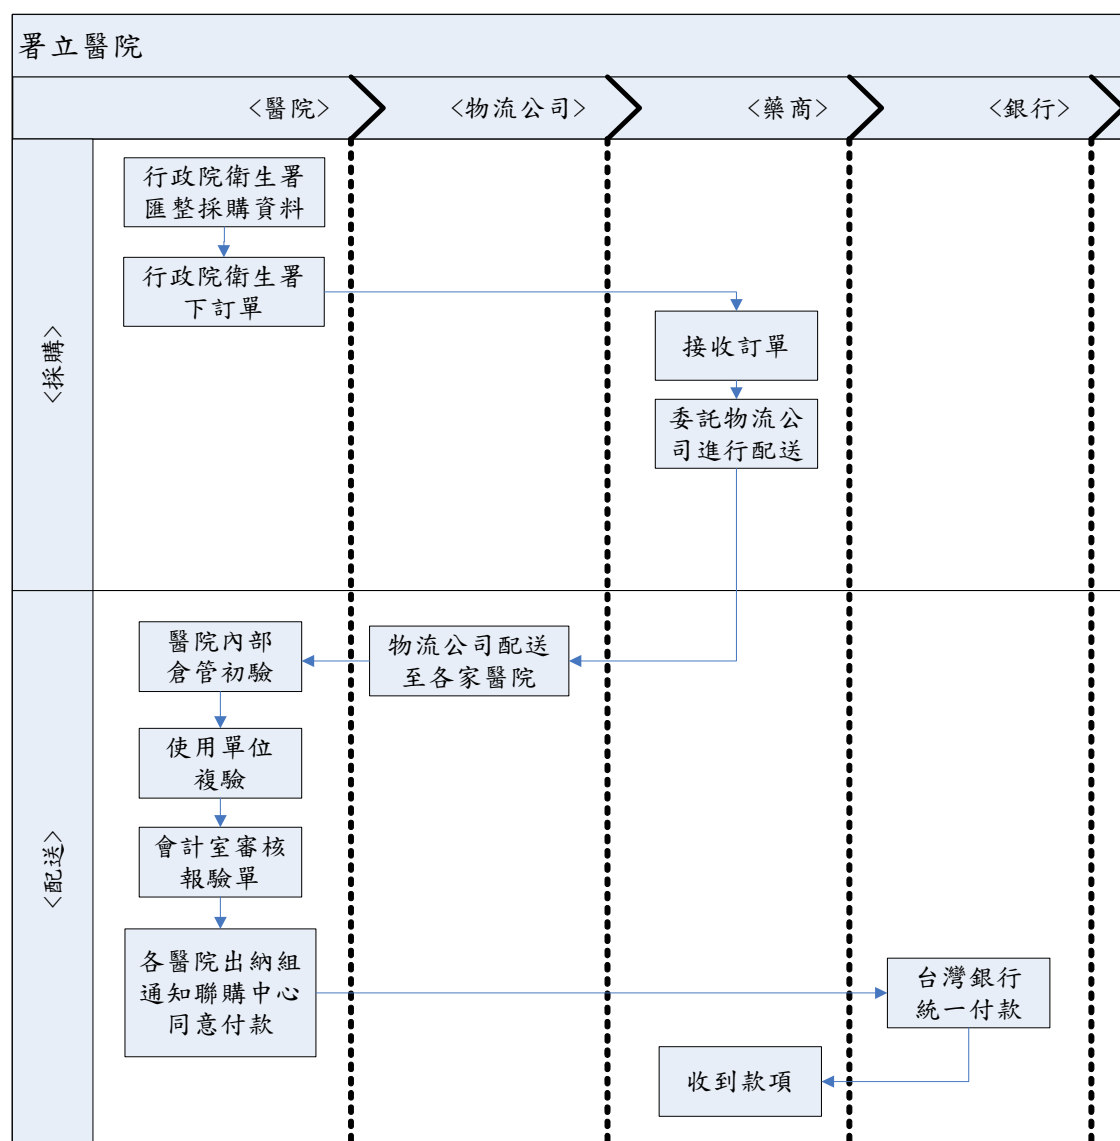 署立醫院
<醫院>
<物流公司>
<藥商>
<銀行>
<採購>
行政院衛生署
匯整採購資料
行政院衛生署
下訂單
接收訂單
委託物流公
司進行配送
<配送>
醫院內部
倉管初驗
物流公司配送
至各家醫院
使用單位
複驗
會計室審核
報驗單
各醫院出納組
通知聯購中心
同意付款
台灣銀行
統一付款
收到款項